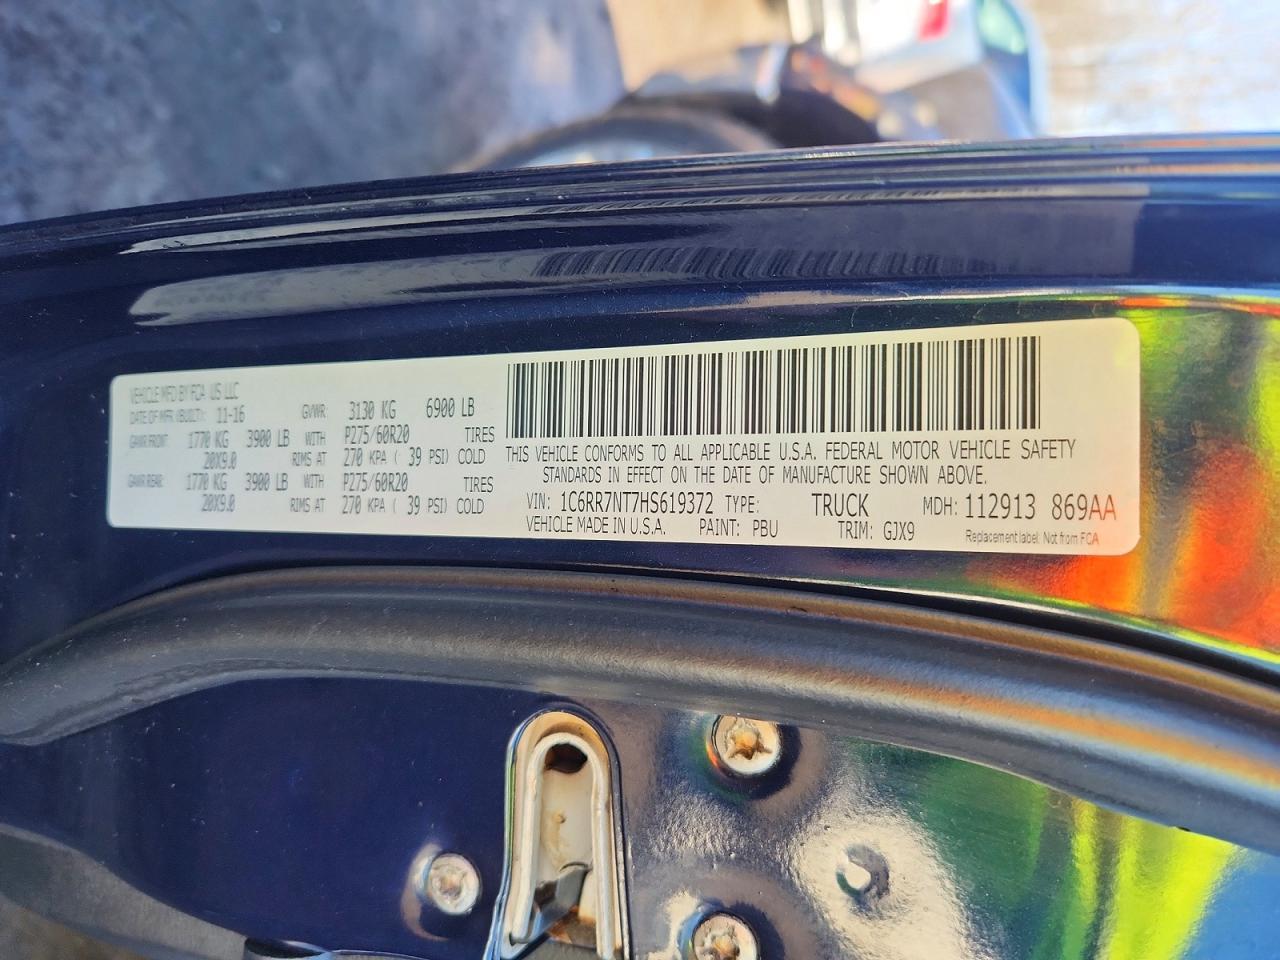 VEHICLE MFD BY FCA US LLC
DATE OF MFR (BUILT): 11-16 GVWR: 3130 KG 6900 LB
GAWR FRONT 1770 KG 3900 LB WITH P275/60R20 TIRES
20X9.0 RIMS AT 270 KPA ( 39 PSI) COLD
GAWR REAR 1770 KG 3900 LB WITH P275/60R20 TIRES
20X9.0 RIMS AT 270 KPA ( 39 PSI) COLD
THIS VEHICLE CONFORMS TO ALL APPLICABLE U.S.A. FEDERAL MOTOR VEHICLE SAFETY
STANDARDS IN EFFECT ON THE DATE OF MANUFACTURE SHOWN ABOVE.
VIN: 1C6RR7NT7HS619372 TYPE: TRUCK MDH: 112913 869AA
VEHICLE MADE IN U.S.A. PAINT: PBU TRIM: GJX9 Replacement label: Not from FCA